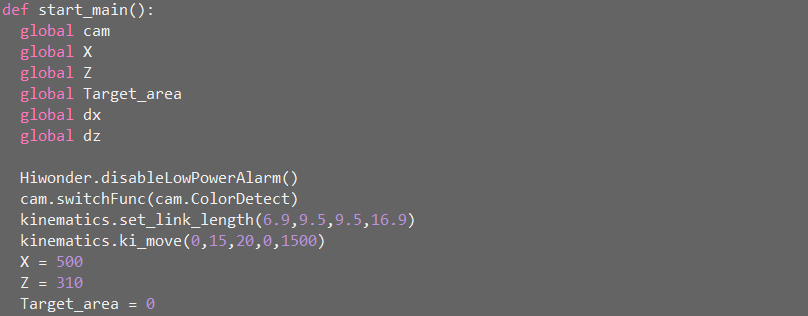 def start_main():
  global cam
  global X
  global Z
  global Target_area
  global dx
  global dz

  Hiwonder.disableLowPowerAlarm()
  cam.switchFunc(cam.ColorDetect)
  kinematics.set_link_length(6.9,9.5,9.5,16.9)
  kinematics.ki_move(0,15,20,0,1500)
  X = 500
  Z = 310
  Target_area = 0